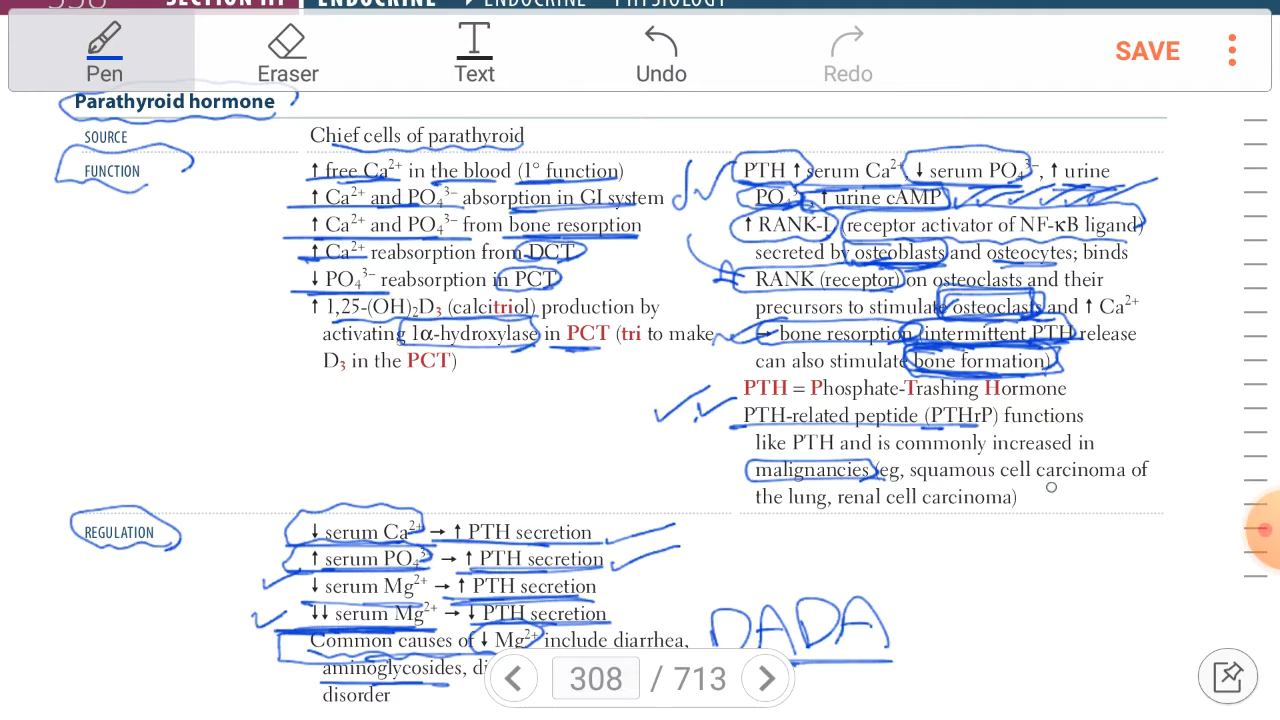 338 SECTION III ENDOCRINE ENDOCRINE—PHYSIOLOGY
Pen
Eraser
Text
Undo
Redo
SAVE
Parathyroid hormone
SOURCE
Chief cells of parathyroid
FUNCTION
↑ free Ca²⁺ in the blood (1° function)
↑ Ca²⁺ and PO₄³⁻ absorption in GI system
↑ Ca²⁺ and PO₄³⁻ from bone resorption
↑ Ca²⁺ reabsorption from DCT
↓ PO₄³⁻ reabsorption in PCT
↑ 1,25-(OH)₂D₃ (calcitriol) production by
activating 1α-hydroxylase in PCT (tri to make
D₃ in the PCT)
PTH ↑ serum Ca²⁺, ↓ serum PO₄³⁻, ↑ urine
PO₄³⁻, ↑ urine cAMP
↑ RANK-L (receptor activator of NF-κB ligand)
secreted by osteoblasts and osteocytes; binds
RANK (receptor) on osteoclasts and their
precursors to stimulate osteoclasts and ↑ Ca²⁺
→ bone resorption (intermittent PTH release
can also stimulate bone formation)
PTH = Phosphate-Trashing Hormone
PTH-related peptide (PTHrP) functions
like PTH and is commonly increased in
malignancies (eg, squamous cell carcinoma of
the lung, renal cell carcinoma)
REGULATION
↓ serum Ca²⁺ → ↑ PTH secretion
↑ serum PO₄³⁻ → ↑ PTH secretion
↓ serum Mg²⁺ → ↑ PTH secretion
↓↓ serum Mg²⁺ → ↓ PTH secretion
Common causes of ↓ Mg²⁺ include diarrhea,
aminoglycosides, di
disorder
DADA
308 / 713